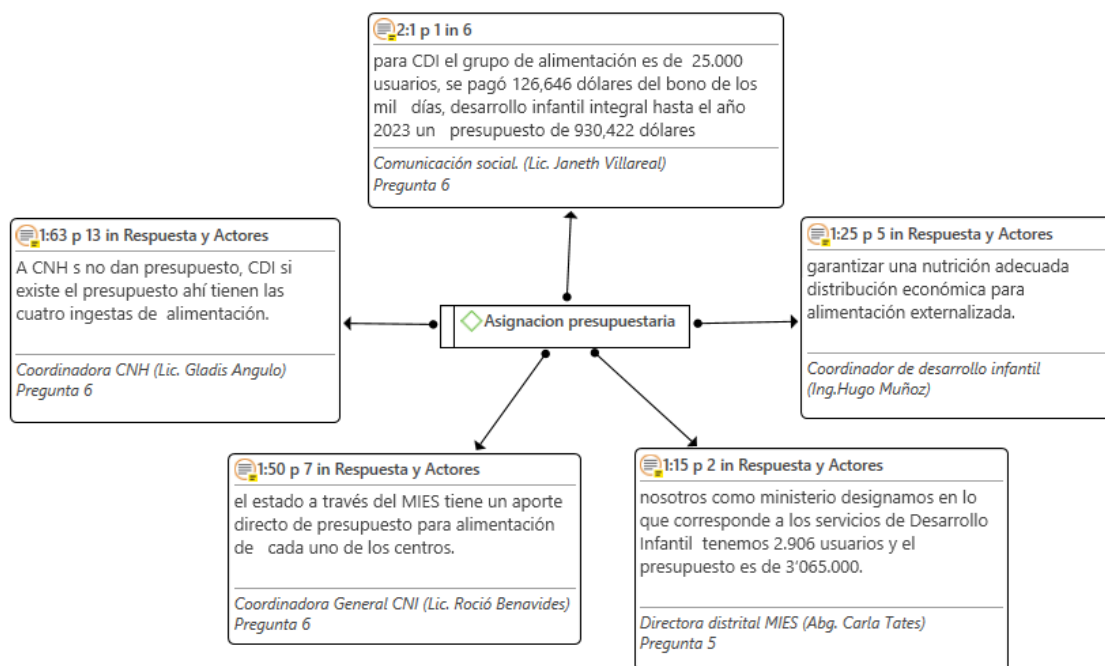 2:1 p 1 in 6
para CDI el grupo de alimentación es de  25.000
usuarios, se pagó 126,646 dólares del bono de los
mil   días, desarrollo infantil integral hasta el año
2023 un   presupuesto de 930,422 dólares
Comunicación social. (Lic. Janeth Villareal)
Pregunta 6
1:63 p 13 in Respuesta y Actores
A CNH s no dan presupuesto, CDI si
existe el presupuesto ahí tienen las
cuatro ingestas de  alimentación.
Coordinadora CNH (Lic. Gladis Angulo)
Pregunta 6
1:25 p 5 in Respuesta y Actores
garantizar una nutrición adecuada
distribución económica para
alimentación externalizada.
Coordinador de desarrollo infantil
(Ing.Hugo Muñoz)
Asignacion presupuestaria
1:50 p 7 in Respuesta y Actores
el estado a través del MIES tiene un aporte
directo de presupuesto para alimentación
de   cada uno de los centros.
Coordinadora General CNI (Lic. Roció Benavides)
Pregunta 6
1:15 p 2 in Respuesta y Actores
nosotros como ministerio designamos en lo
que corresponde a los servicios de Desarrollo
Infantil  tenemos 2.906 usuarios y el
presupuesto es de 3’065.000.
Directora distrital MIES (Abg. Carla Tates)
Pregunta 5